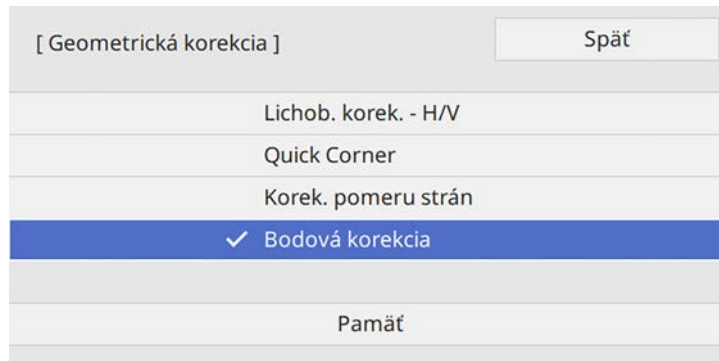 [ Geometrická korekcia ]
Späť
Lichob. korek. - H/V
Quick Corner
Korek. pomeru strán
Bodová korekcia
Pamäť